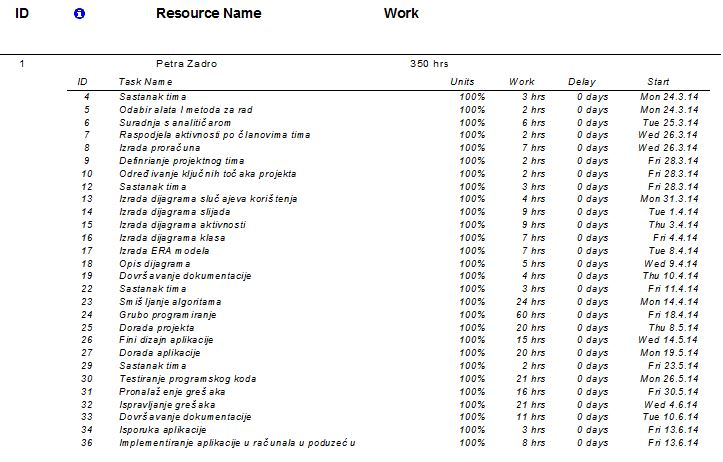 ID Resource Name Work
1 Petra Zadro 350 hrs
ID Task Name Units Work Delay Start
4 Sastanak tima 100% 3 hrs 0 days Mon 24.3.14
5 Odabir alata I metoda za rad 100% 2 hrs 0 days Mon 24.3.14
6 Suradnja s analitičarom 100% 6 hrs 0 days Tue 25.3.14
7 Raspodjela aktivnosti po članovima tima 100% 2 hrs 0 days Wed 26.3.14
8 Izrada proračuna 100% 7 hrs 0 days Wed 26.3.14
9 Definiranje projektnog tima 100% 2 hrs 0 days Fri 28.3.14
10 Određivanje ključnih točaka projekta 100% 2 hrs 0 days Fri 28.3.14
12 Sastanak tima 100% 3 hrs 0 days Fri 28.3.14
13 Izrada dijagrama slučajeva korištenja 100% 4 hrs 0 days Mon 31.3.14
14 Izrada dijagrama slijada 100% 9 hrs 0 days Tue 1.4.14
15 Izrada dijagrama aktivnosti 100% 9 hrs 0 days Thu 3.4.14
16 Izrada dijagrama klasa 100% 7 hrs 0 days Fri 4.4.14
17 Izrada ERA modela 100% 7 hrs 0 days Tue 8.4.14
18 Opis dijagrama 100% 5 hrs 0 days Wed 9.4.14
19 Dovršavanje dokumentacije 100% 4 hrs 0 days Thu 10.4.14
22 Sastanak tima 100% 3 hrs 0 days Fri 11.4.14
23 Smišljanje algoritama 100% 24 hrs 0 days Mon 14.4.14
24 Grubo programiranje 100% 60 hrs 0 days Fri 18.4.14
25 Dorada projekta 100% 20 hrs 0 days Thu 8.5.14
26 Fini dizajn aplikacije 100% 15 hrs 0 days Wed 14.5.14
27 Dorada aplikacije 100% 20 hrs 0 days Mon 19.5.14
29 Sastanak tima 100% 2 hrs 0 days Fri 23.5.14
30 Testiranje programskog koda 100% 21 hrs 0 days Mon 26.5.14
31 Pronalaženje grešaka 100% 16 hrs 0 days Fri 30.5.14
32 Ispravljanje grešaka 100% 21 hrs 0 days Wed 4.6.14
33 Dovršavanje dokumentacije 100% 11 hrs 0 days Tue 10.6.14
34 Isporuka aplikacije 100% 3 hrs 0 days Fri 13.6.14
36 Implementiranje aplikacije u računala u poduzeću 100% 8 hrs 0 days Fri 13.6.14